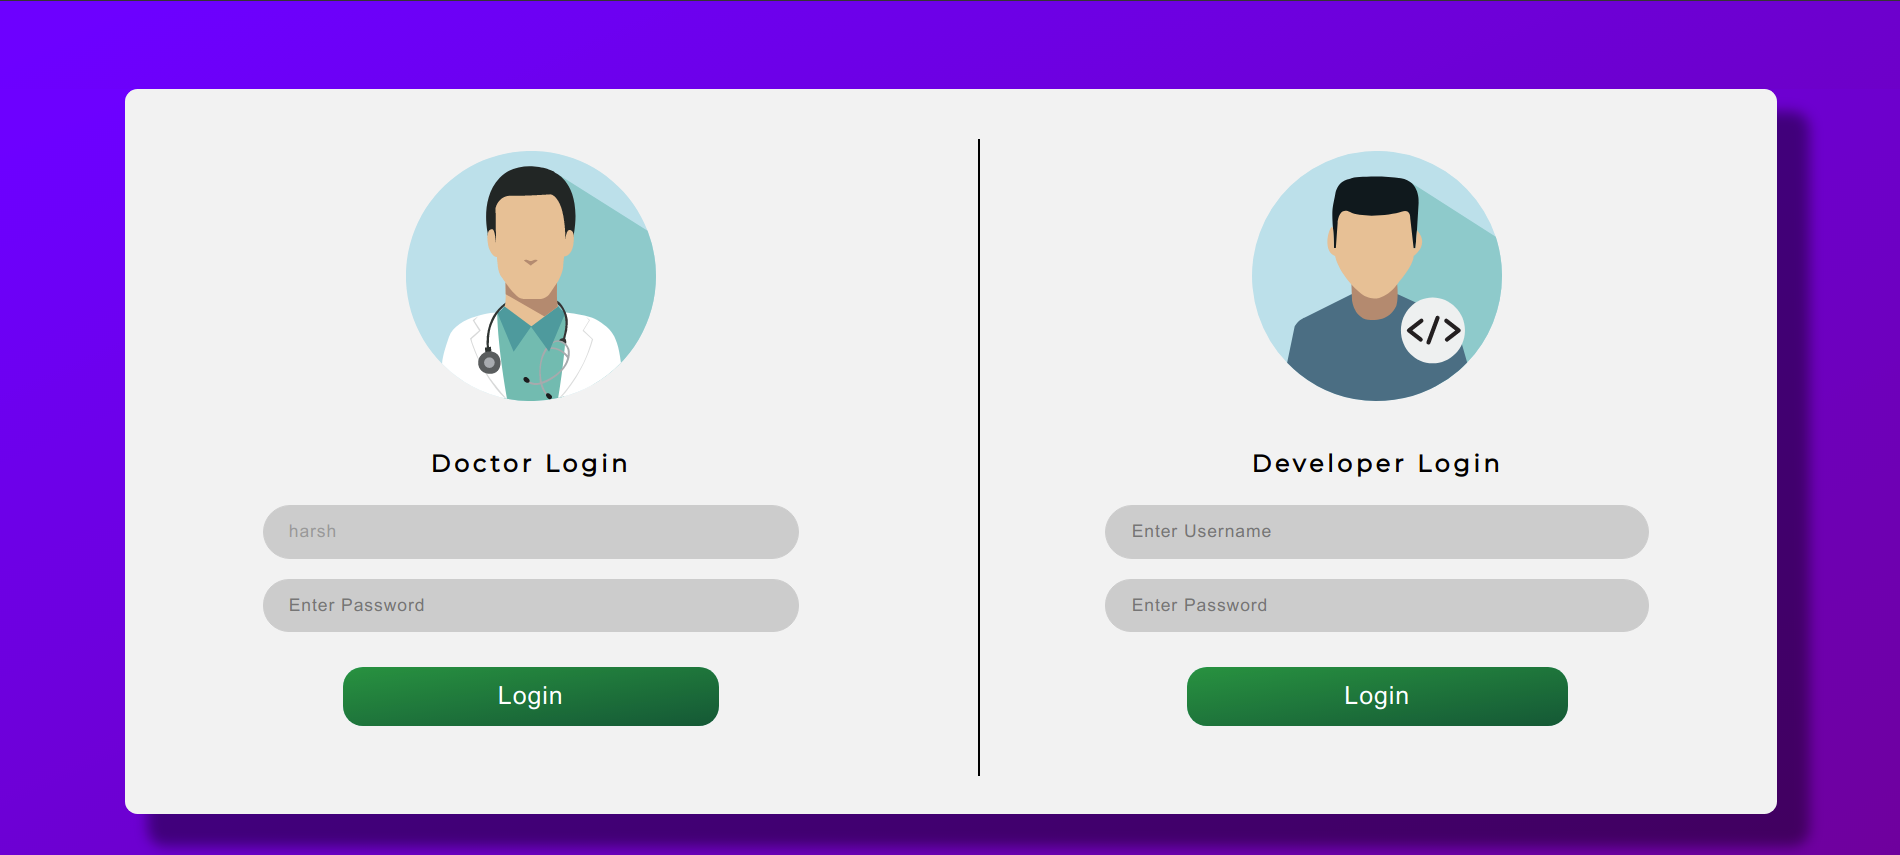 Doctor Login
harsh
Enter Password
Login
</>
Developer Login
Enter Username
Enter Password
Login